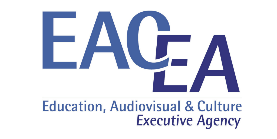 EACEA
Education, Audiovisual & Culture
Executive Agency